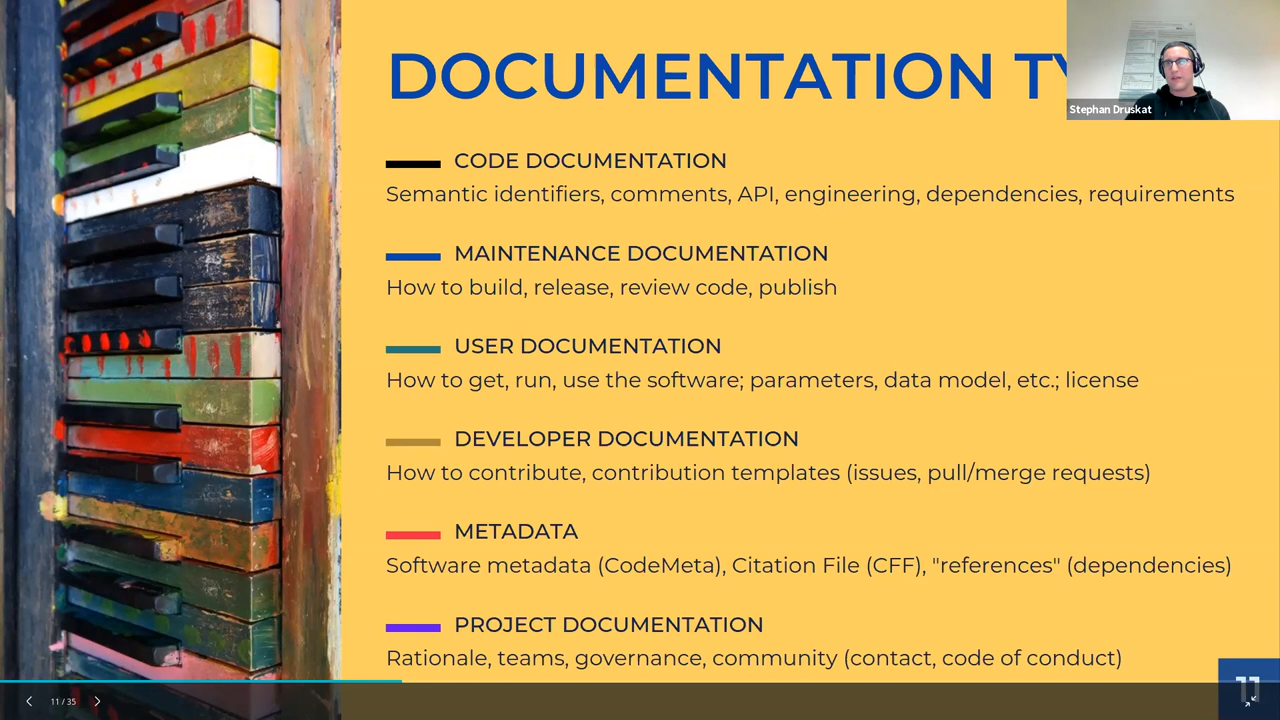 DOCUMENTATION TY
Stephan Druskat
CODE DOCUMENTATION
Semantic identifiers, comments, API, engineering, dependencies, requirements
MAINTENANCE DOCUMENTATION
How to build, release, review code, publish
USER DOCUMENTATION
How to get, run, use the software; parameters, data model, etc.; license
DEVELOPER DOCUMENTATION
How to contribute, contribution templates (issues, pull/merge requests)
METADATA
Software metadata (CodeMeta), Citation File (CFF), "references" (dependencies)
PROJECT DOCUMENTATION
Rationale, teams, governance, community (contact, code of conduct)
11 / 35
11